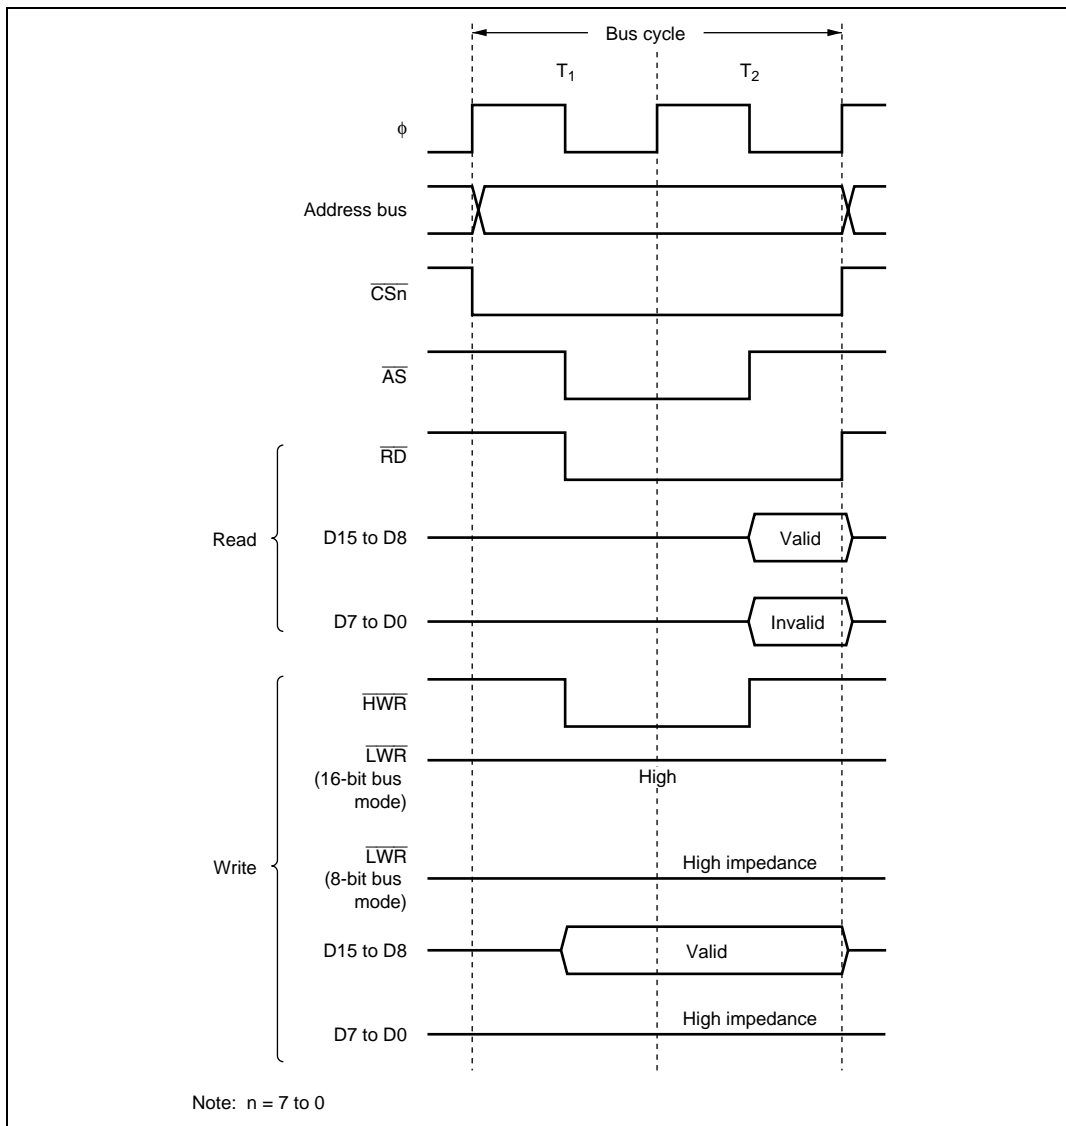 Bus cycle
T1 T2
ϕ
Address bus
CSn
AS
RD
Read
D15 to D8
Valid
D7 to D0
Invalid
HWR
LWR
(16-bit bus
mode)
High
Write
LWR
(8-bit bus
mode)
High impedance
D15 to D8
Valid
D7 to D0
High impedance
Note: n = 7 to 0